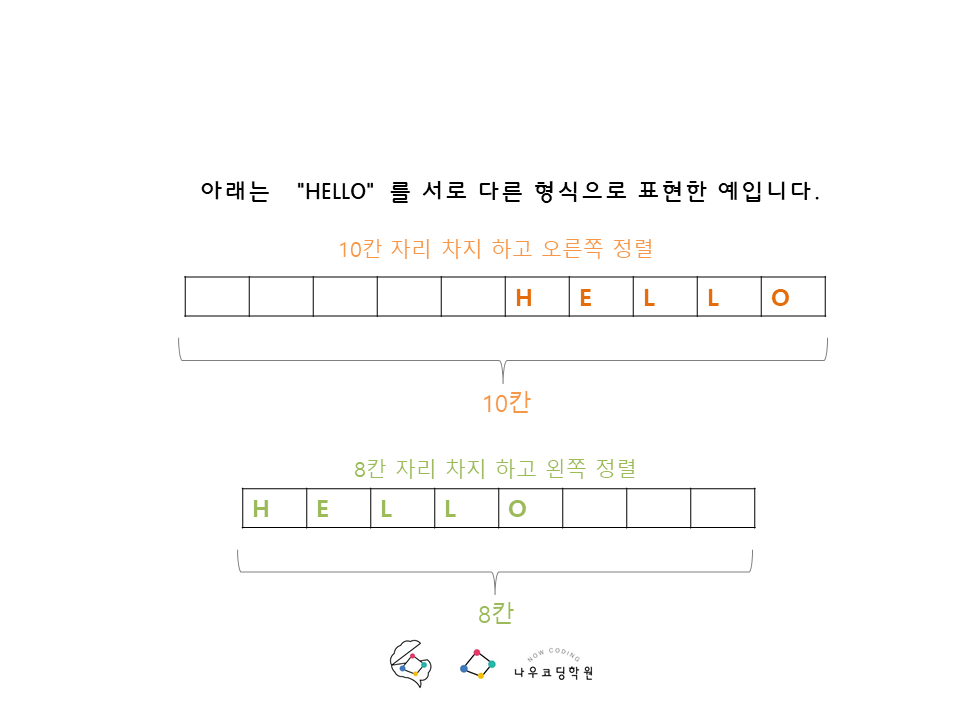 아래는 "HELLO" 를 서로 다른 형식으로 표현한 예입니다.
10칸 자리 차지 하고 오른쪽 정렬
H E L L O
10칸
8칸 자리 차지 하고 왼쪽 정렬
H E L L O
8칸
NOW CODING
나우코딩학원